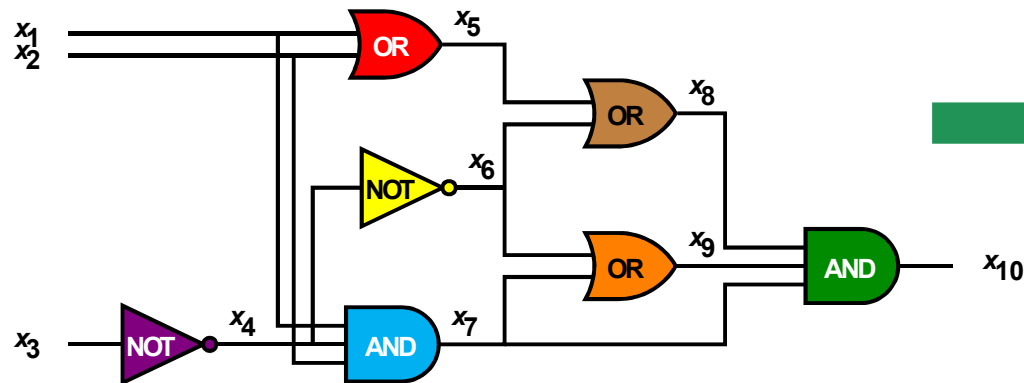 x1
x2
OR
x5
OR
x8
NOT
x6
OR
x9
AND
x10
x3
NOT
x4
AND
x7